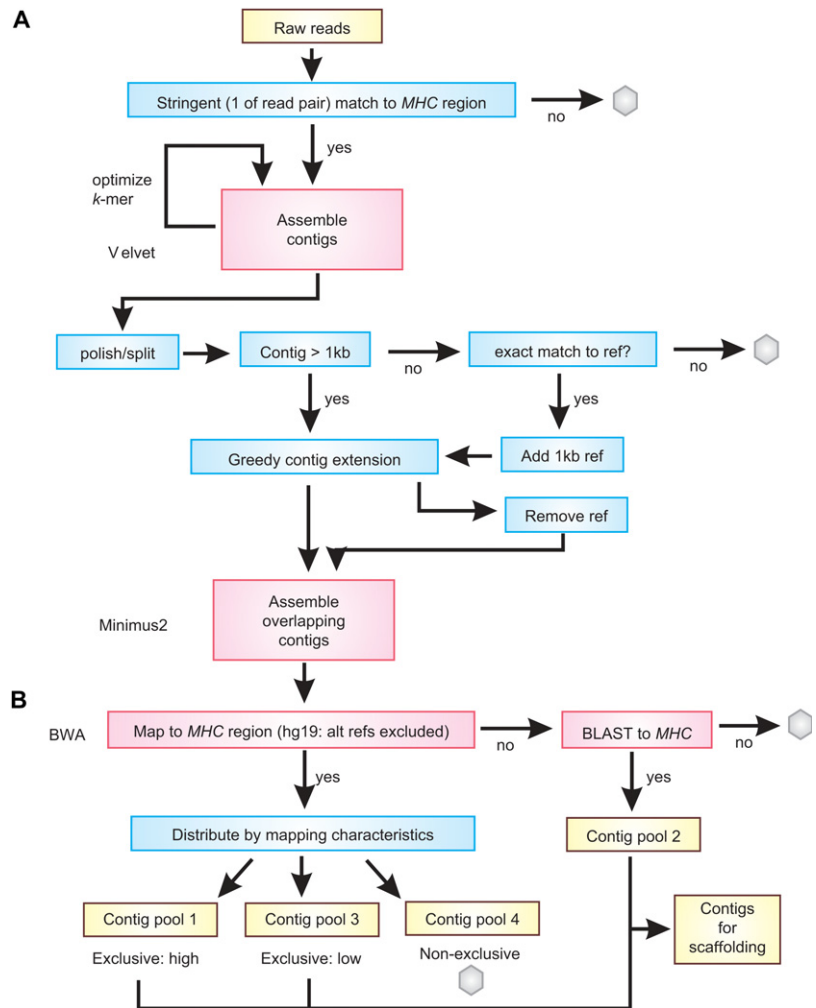 A
Raw reads
Stringent (1 of read pair) match to MHC region
no
yes
optimize
k-mer
Assemble
contigs
V elvet
polish/split
Contig > 1kb
no
exact match to ref?
no
yes
yes
Greedy contig extension
Add 1kb ref
Remove ref
Assemble
overlapping
contigs
Minimus2
B
BWA
Map to MHC region (hg19: alt refs excluded)
no
BLAST to MHC
no
yes
yes
Distribute by mapping characteristics
Contig pool 2
Contig pool 1
Contig pool 3
Contig pool 4
Contigs
for
scaffolding
Exclusive: high
Exclusive: low
Non-exclusive